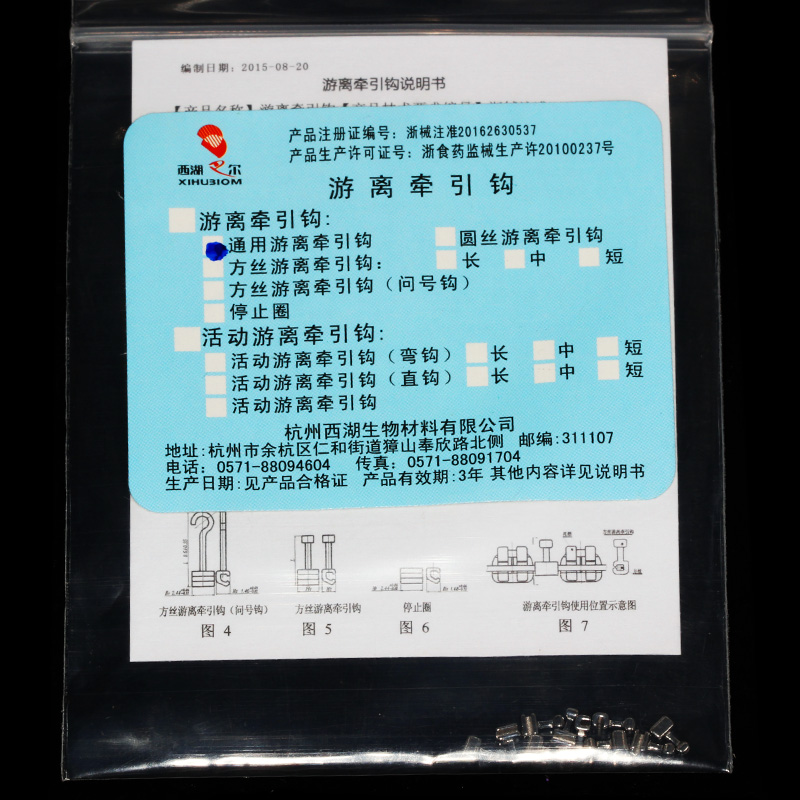 编制日期：2015-08-20
游离牵引钩说明书
西湖巴尔
XIHUBIOM
产品注册证编号：浙械注准20162630537
产品生产许可证号：浙食药监械生产许20100237号
游离牵引钩
游离牵引钩：
通用游离牵引钩 圆丝游离牵引钩
方丝游离牵引钩： 长 中 短
方丝游离牵引钩（问号钩）
停止圈
活动游离牵引钩：
活动游离牵引钩（弯钩） 长 中 短
活动游离牵引钩（直钩） 长 中 短
活动游离牵引钩
杭州西湖生物材料有限公司
地址：杭州市余杭区仁和街道獐山奉欣路北侧 邮编：311107
电话：0571-88094604 传真：0571-88091704
生产日期：见产品合格证 产品有效期：3年 其他内容详见说明书
方丝游离牵引钩（问号钩） 方丝游离牵引钩 停止圈 游离牵引钩使用位置示意图
图 4 图 5 图 6 图 7